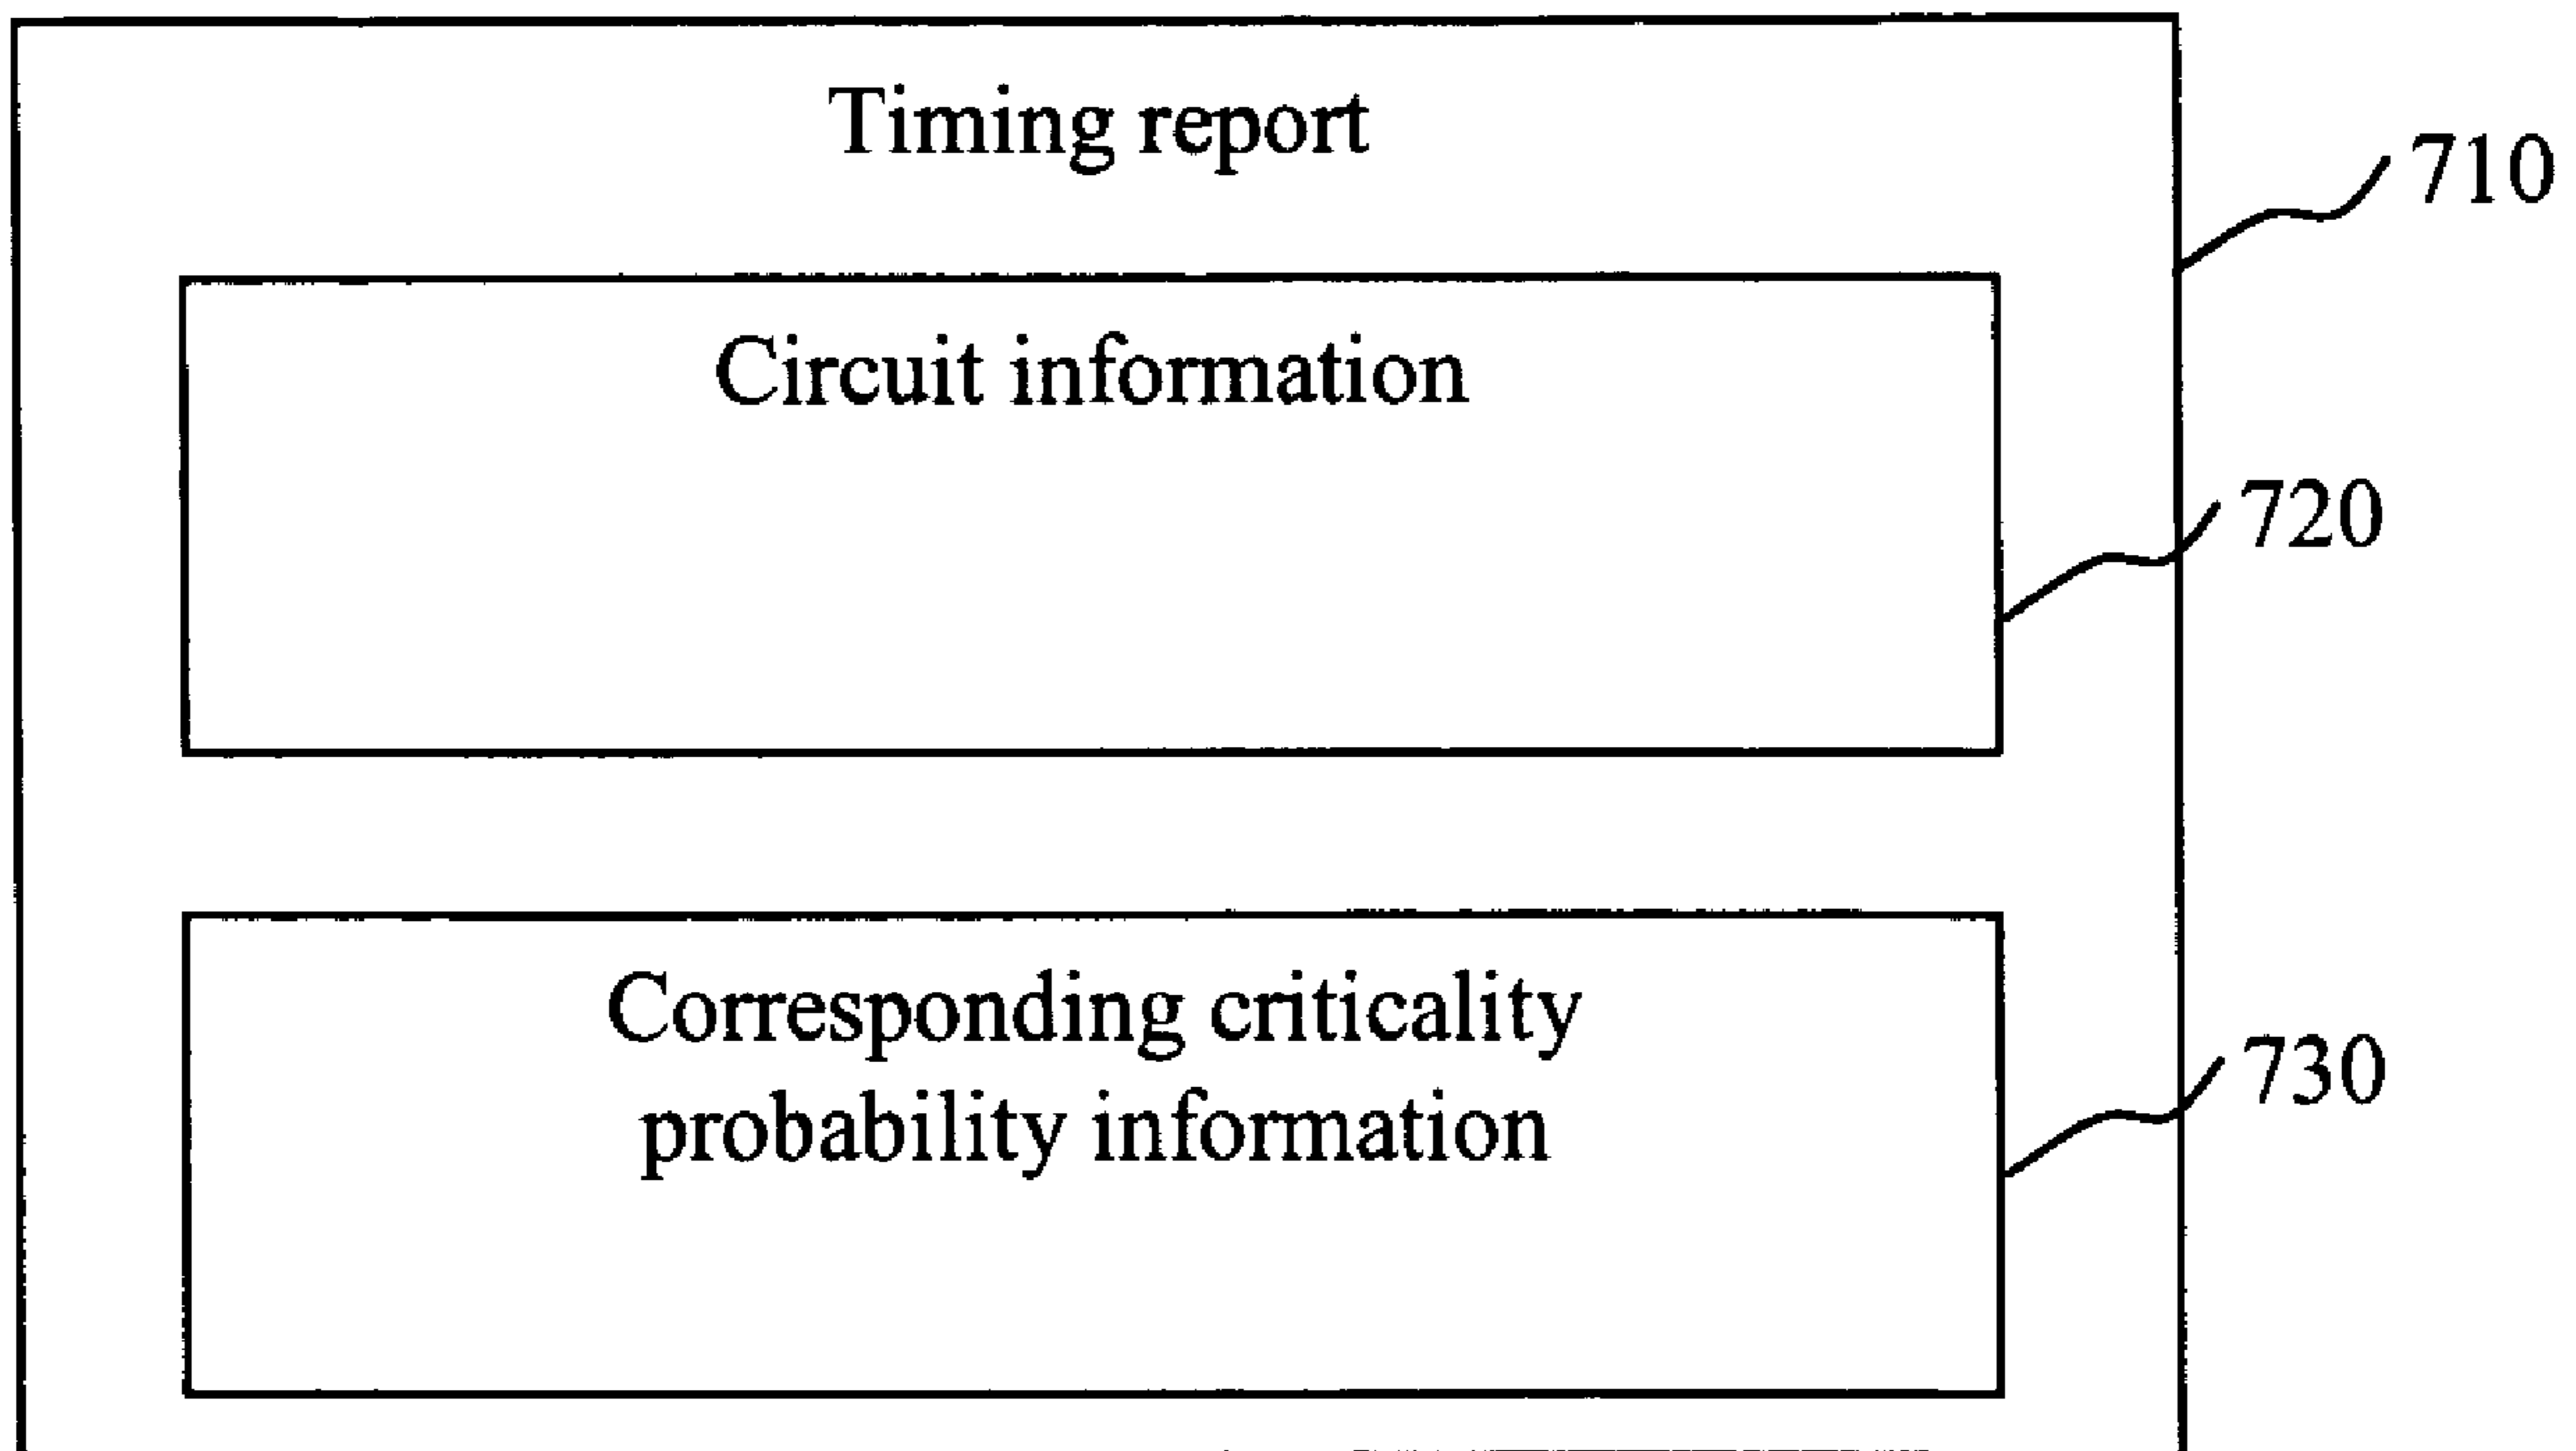 Timing report
710
Circuit information
720
Corresponding criticality
probability information
730